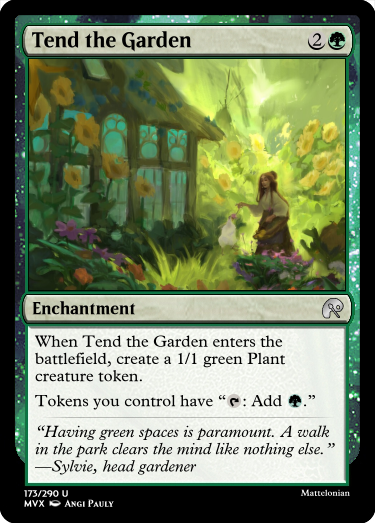 Tend the Garden 2
Enchantment
When Tend the Garden enters the
battlefield, create a 1/1 green Plant
creature token.
Tokens you control have “: Add .”
“Having green spaces is paramount. A walk
in the park clears the mind like nothing else.”
—Sylvie, head gardener
173/290 U
Mattelonian
MVX Angi Pauly